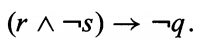 (r ∧ ¬s) → ¬q.